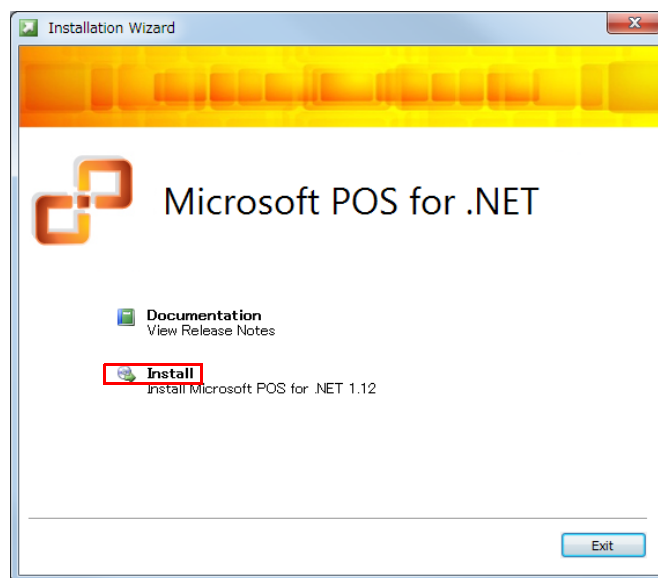 Installation Wizard
Microsoft POS for .NET
Documentation
View Release Notes
Install
Install Microsoft POS for .NET 1.12
Exit